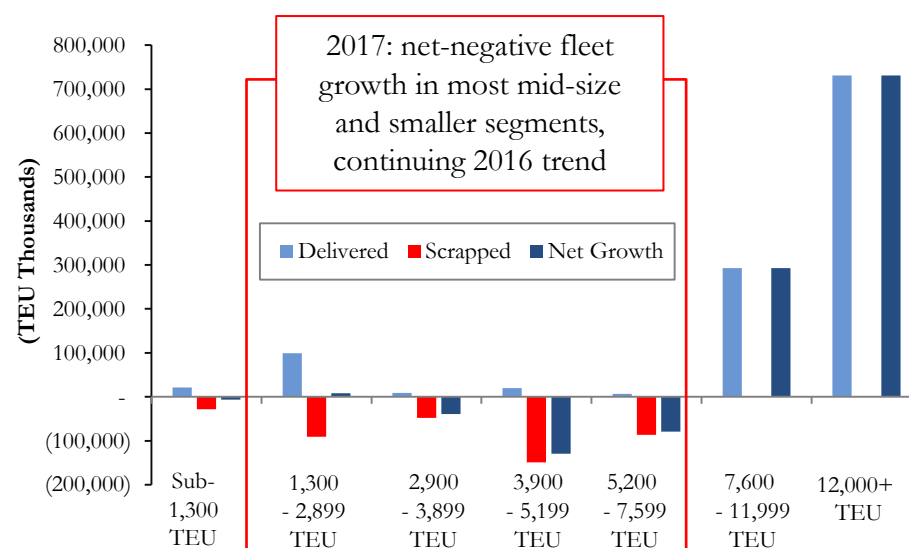 2017: net-negative fleet
growth in most mid-size
and smaller segments,
continuing 2016 trend
(TEU Thousands)
800,000
700,000
600,000
500,000
400,000
300,000
200,000
100,000
-
(100,000)
(200,000)
Delivered Scrapped Net Growth
Sub-
1,300
TEU
1,300
- 2,899
TEU
2,900
- 3,899
TEU
3,900
- 5,199
TEU
5,200
- 7,599
TEU
7,600
- 11,999
TEU
12,000+
TEU